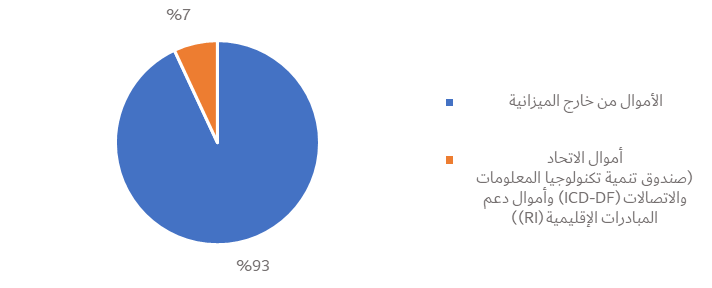 %7
الأموال من خارج الميزانية
أموال الاتحاد
(صندوق تنمية تكنولوجيا المعلومات
والاتصالات (ICD-DF) وأموال دعم
المبادرات الإقليمية (RI))
%93